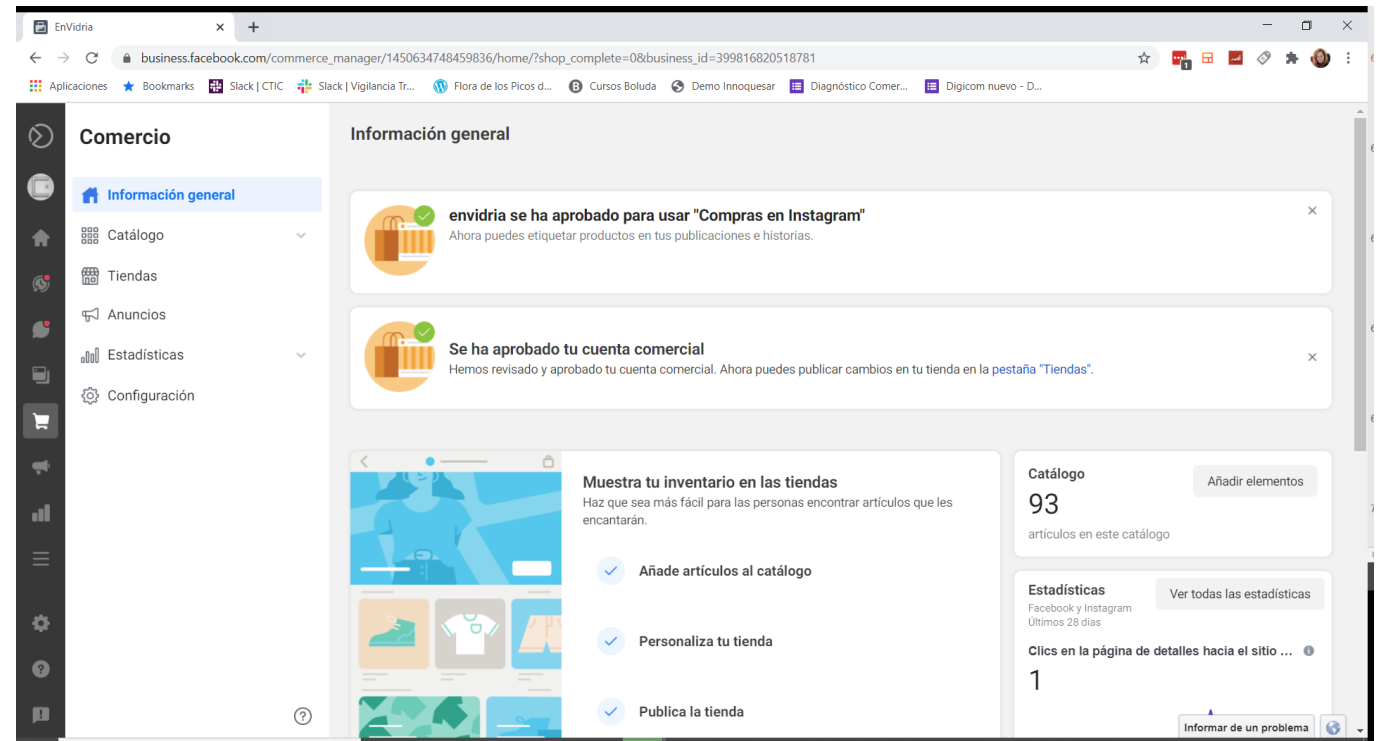 EnVidria
business.facebook.com/commerce_manager/1450634748459836/home/?shop_complete=0&business_id=399816820518781
1
Aplicaciones Bookmarks Slack | CTIC Slack | Vigilancia Tr... Flora de los Picos d... Cursos Boluda Demo Innoquesar Diagnóstico Comer... Digicom nuevo - D...
Comercio
Información general
Catálogo
Tiendas
Anuncios
Estadísticas
Configuración
Información general
envidria se ha aprobado para usar "Compras en Instagram"
Ahora puedes etiquetar productos en tus publicaciones e historias.
Se ha aprobado tu cuenta comercial
Hemos revisado y aprobado tu cuenta comercial. Ahora puedes publicar cambios en tu tienda en la pestaña "Tiendas".
Muestra tu inventario en las tiendas
Haz que sea más fácil para las personas encontrar artículos que les
encantarán.
Añade artículos al catálogo
Personaliza tu tienda
Publica la tienda
Catálogo
Añadir elementos
93
artículos en este catálogo
Estadísticas
Ver todas las estadísticas
Facebook y Instagram
Últimos 28 días
Clics en la página de detalles hacia el sitio ...
1
Informar de un problema